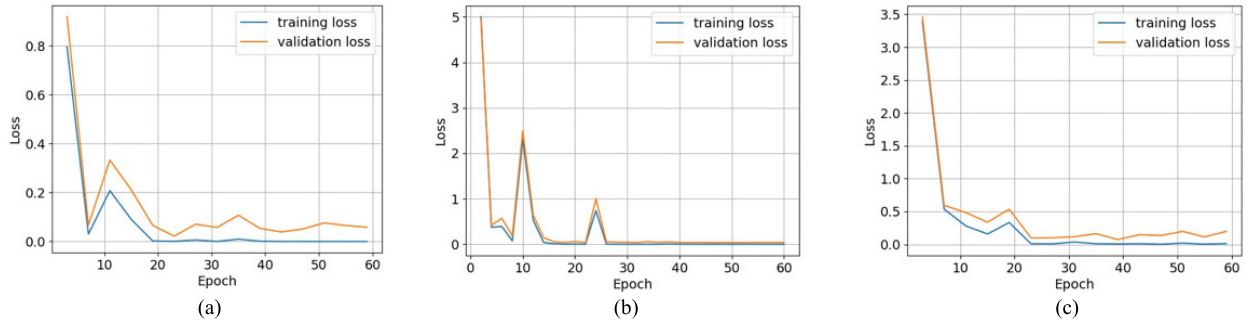 training loss
validation loss
0.8
0.6
0.4
0.2
0.0
Loss
10 20 30 40 50 60
Epoch
(a)
training loss
validation loss
5
4
3
2
1
0
Loss
0 10 20 30 40 50 60
Epoch
(b)
training loss
validation loss
3.5
3.0
2.5
2.0
1.5
1.0
0.5
0.0
Loss
10 20 30 40 50 60
Epoch
(c)